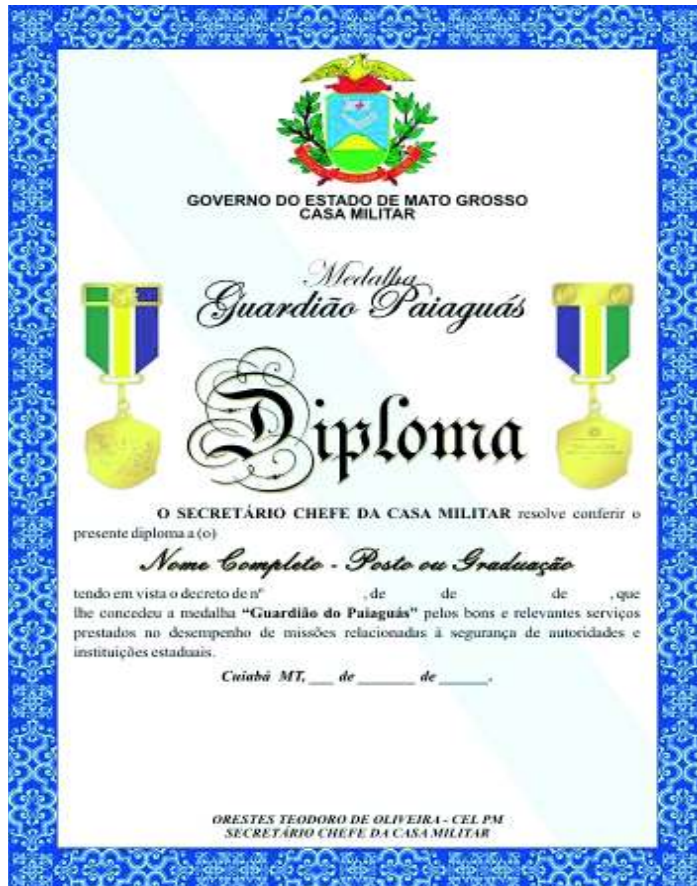 GOVERNO DO ESTADO DE MATO GROSSO
CASA MILITAR
Medalha
Guardião Paiaguás
Diploma
O SECRETÁRIO CHEFE DA CASA MILITAR resolve conferir o
presente diploma a (o)
Nome Completo - Posto ou Graduação
tendo em vista o decreto de nº , de de de , que
lhe concedeu a medalha “Guardião do Paiaguás” pelos bons e relevantes serviços
prestados no desempenho de missões relacionadas à segurança de autoridades e
instituições estaduais.
Cuiabá MT, ___ de _______ de ______.
ORESTES TEODORO DE OLIVEIRA - CEL PM
SECRETÁRIO CHEFE DA CASA MILITAR